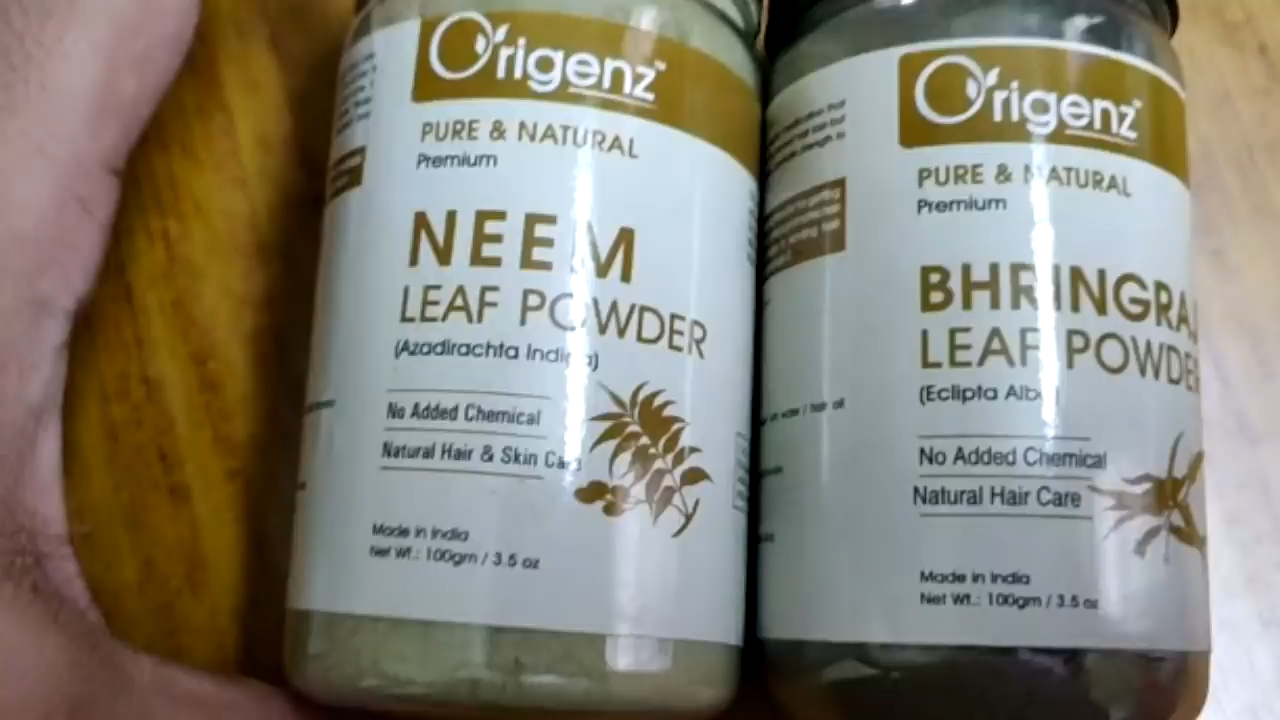 Origenz™
PURE & NATURAL
Premium
NEEM
LEAF POWDER
(Azadirachta Indica)
No Added Chemical
Natural Hair & Skin Care
Made in India
Net Wt.: 100gm / 3.5 oz
Origenz™
PURE & NATURAL
Premium
BHRINGRAJ
LEAF POWDER
(Eclipta Alba)
No Added Chemical
Natural Hair Care
Made in India
Net Wt.: 100gm / 3.5 oz